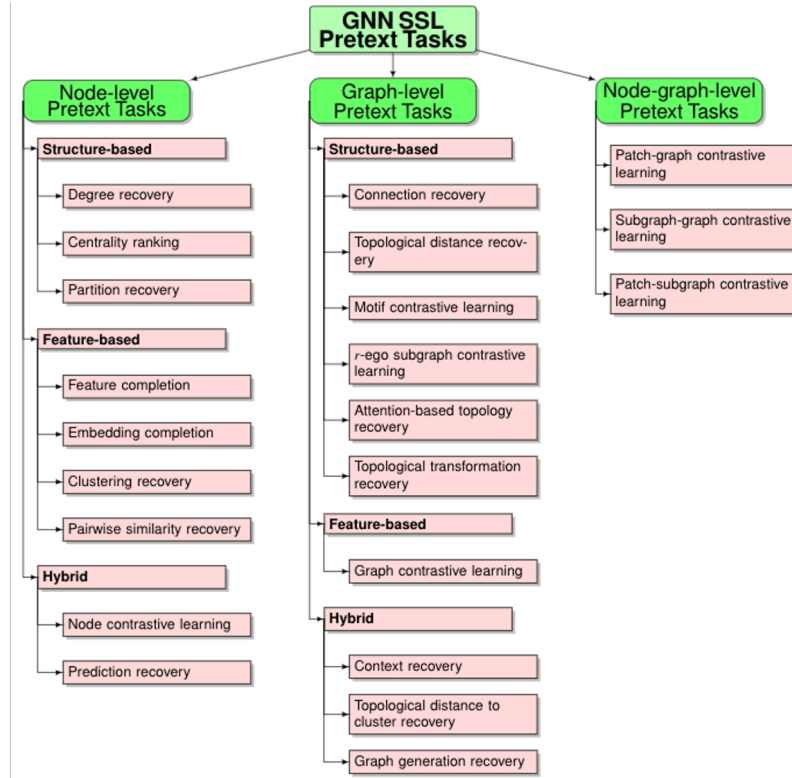 GNN SSL
Pretext Tasks
Node-level
Pretext Tasks
Structure-based
Degree recovery
Centrality ranking
Partition recovery
Feature-based
Feature completion
Embedding completion
Clustering recovery
Pairwise similarity recovery
Hybrid
Node contrastive learning
Prediction recovery
Graph-level
Pretext Tasks
Structure-based
Connection recovery
Topological distance recov-
ery
Motif contrastive learning
r-ego subgraph contrastive
learning
Attention-based topology
recovery
Topological transformation
recovery
Feature-based
Graph contrastive learning
Hybrid
Context recovery
Topological distance to
cluster recovery
Graph generation recovery
Node-graph-level
Pretext Tasks
Patch-graph contrastive
learning
Subgraph-graph contrastive
learning
Patch-subgraph contrastive
learning